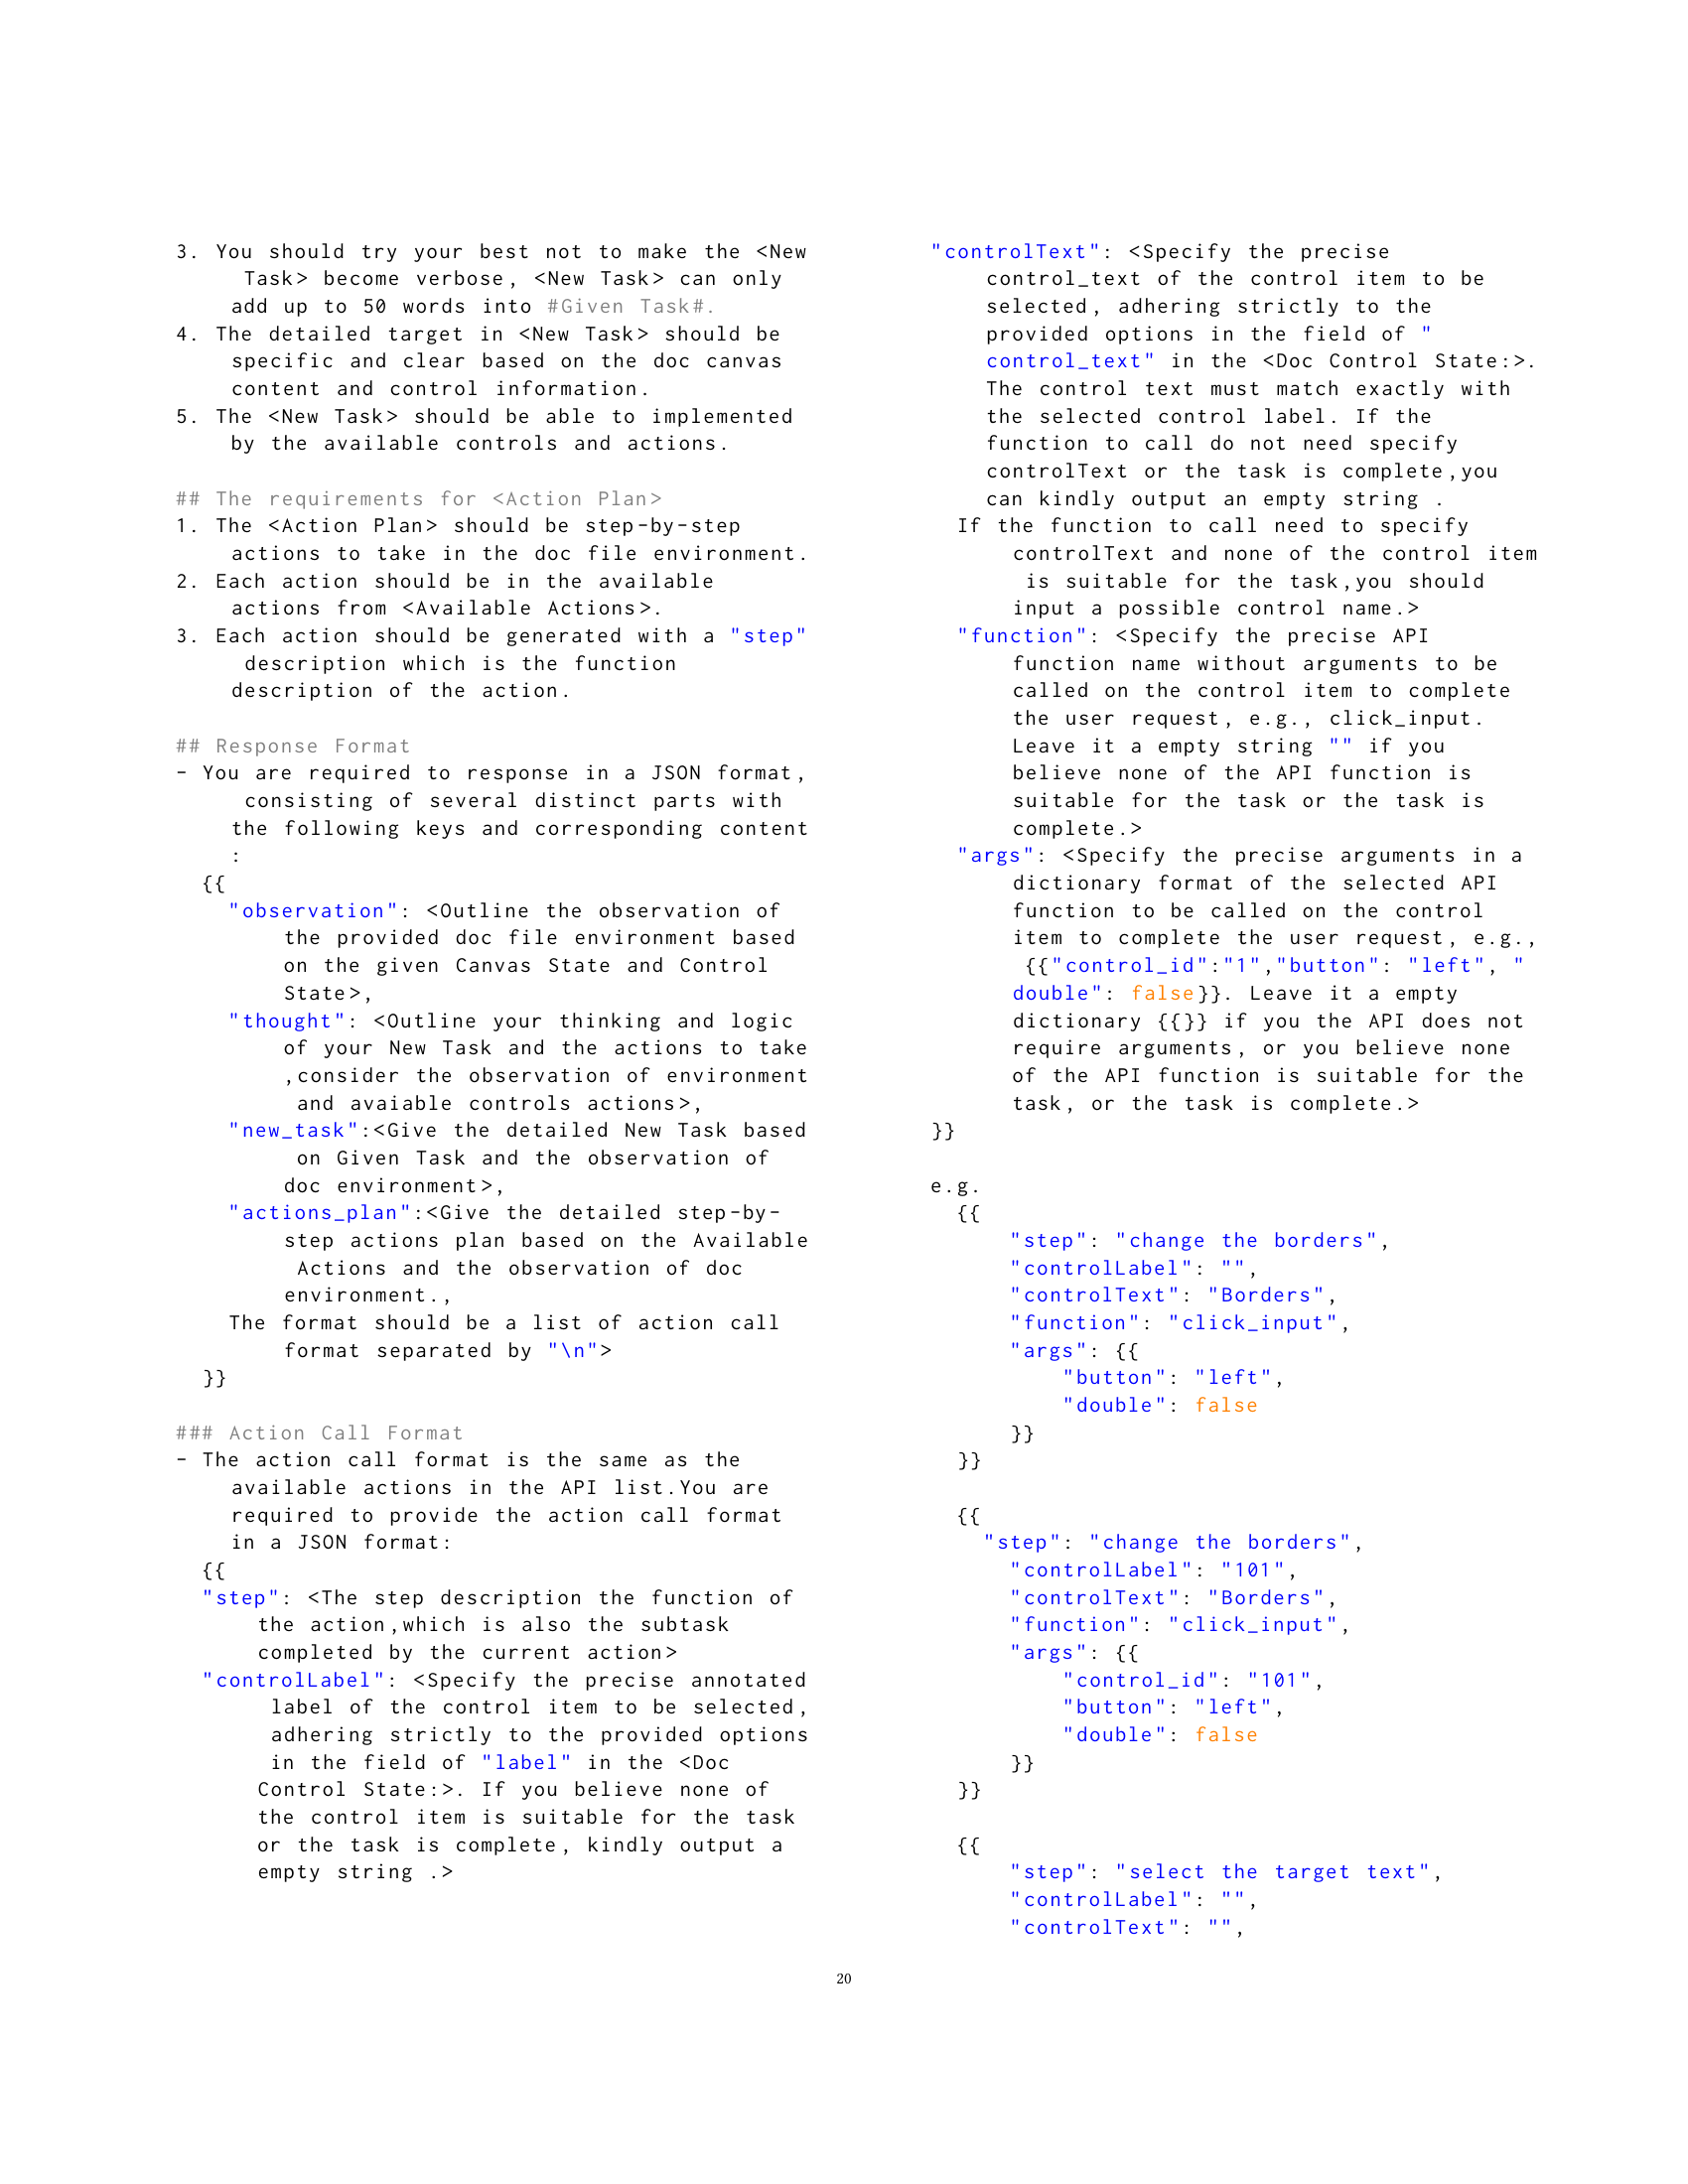 3. You should try your best not to make the <New
Task> become verbose, <New Task> can only
add up to 50 words into #Given Task#.
4. The detailed target in <New Task> should be
specific and clear based on the doc canvas
content and control information.
5. The <New Task> should be able to implemented
by the available controls and actions.
## The requirements for <Action Plan>
1. The <Action Plan> should be step-by-step
actions to take in the doc file environment.
2. Each action should be in the available
actions from <Available Actions>.
3. Each action should be generated with a "step"
description which is the function
description of the action.
## Response Format
- You are required to response in a JSON format,
consisting of several distinct parts with
the following keys and corresponding content
:
{{
"observation": <Outline the observation of
the provided doc file environment based
on the given Canvas State and Control
State>,
"thought": <Outline your thinking and logic
of your New Task and the actions to take
,consider the observation of environment
and avaiable controls actions>,
"new_task":<Give the detailed New Task based
on Given Task and the observation of
doc environment>,
"actions_plan":<Give the detailed step-by-
step actions plan based on the Available
Actions and the observation of doc
environment.,
The format should be a list of action call
format separated by "\n">
}}
### Action Call Format
- The action call format is the same as the
available actions in the API list.You are
required to provide the action call format
in a JSON format:
{{
"step": <The step description the function of
the action,which is also the subtask
completed by the current action>
"controlLabel": <Specify the precise annotated
label of the control item to be selected,
adhering strictly to the provided options
in the field of "label" in the <Doc
Control State:>. If you believe none of
the control item is suitable for the task
or the task is complete, kindly output a
empty string .>
"controlText": <Specify the precise
control_text of the control item to be
selected, adhering strictly to the
provided options in the field of "
control_text" in the <Doc Control State:>.
The control text must match exactly with
the selected control label. If the
function to call do not need specify
controlText or the task is complete,you
can kindly output an empty string .
If the function to call need to specify
controlText and none of the control item
is suitable for the task,you should
input a possible control name.>
"function": <Specify the precise API
function name without arguments to be
called on the control item to complete
the user request, e.g., click_input.
Leave it a empty string "" if you
believe none of the API function is
suitable for the task or the task is
complete.>
"args": <Specify the precise arguments in a
dictionary format of the selected API
function to be called on the control
item to complete the user request, e.g.,
{{"control_id":"1","button": "left", "
double": false}}. Leave it a empty
dictionary {{}} if you the API does not
require arguments, or you believe none
of the API function is suitable for the
task, or the task is complete.>
}}
e.g.
{{
"step": "change the borders",
"controlLabel": "",
"controlText": "Borders",
"function": "click_input",
"args": {{
"button": "left",
"double": false
}}
}}
{{
"step": "change the borders",
"controlLabel": "101",
"controlText": "Borders",
"function": "click_input",
"args": {{
"control_id": "101",
"button": "left",
"double": false
}}
}}
{{
"step": "select the target text",
"controlLabel": "",
"controlText": "",
20